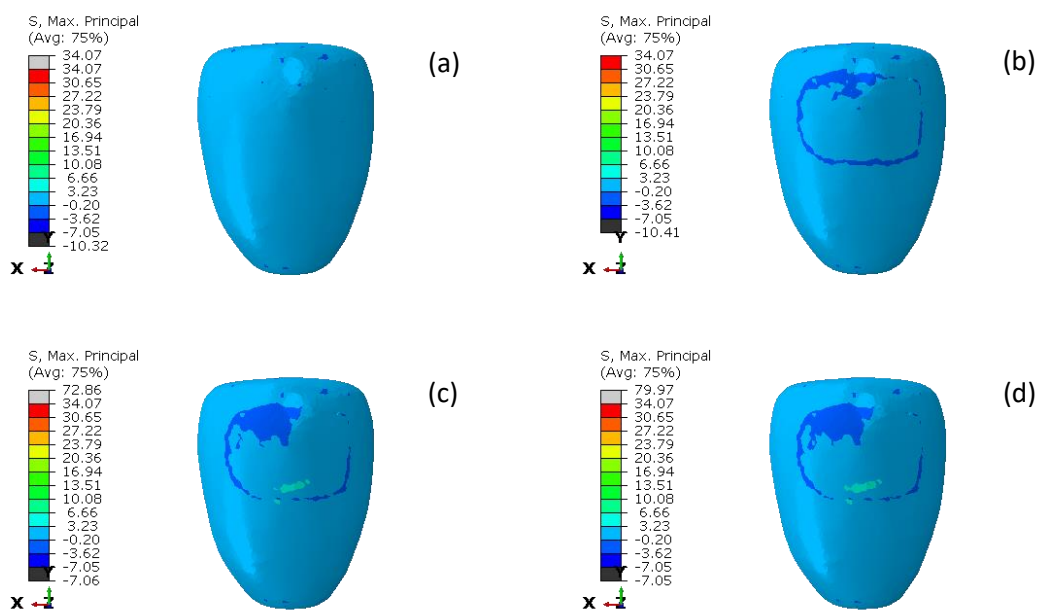 S, Max. Principal
(Avg: 75%)
34.07
34.07
30.65
27.22
23.79
20.36
16.94
13.51
10.08
6.66
3.23
-0.20
-3.62
-7.05
-10.32
Y
X Z
(a)
S, Max. Principal
(Avg: 75%)
34.07
30.65
27.22
23.79
20.36
16.94
13.51
10.08
6.66
3.23
-0.20
-3.62
-7.05
-10.41
Y
X Z
(b)
S, Max. Principal
(Avg: 75%)
72.86
34.07
30.65
27.22
23.79
20.36
16.94
13.51
10.08
6.66
3.23
-0.20
-3.62
-7.05
-7.06
Y
X Z
(c)
S, Max. Principal
(Avg: 75%)
79.97
34.07
30.65
27.22
23.79
20.36
16.94
13.51
10.08
6.66
3.23
-0.20
-3.62
-7.05
-7.05
Y
X Z
(d)